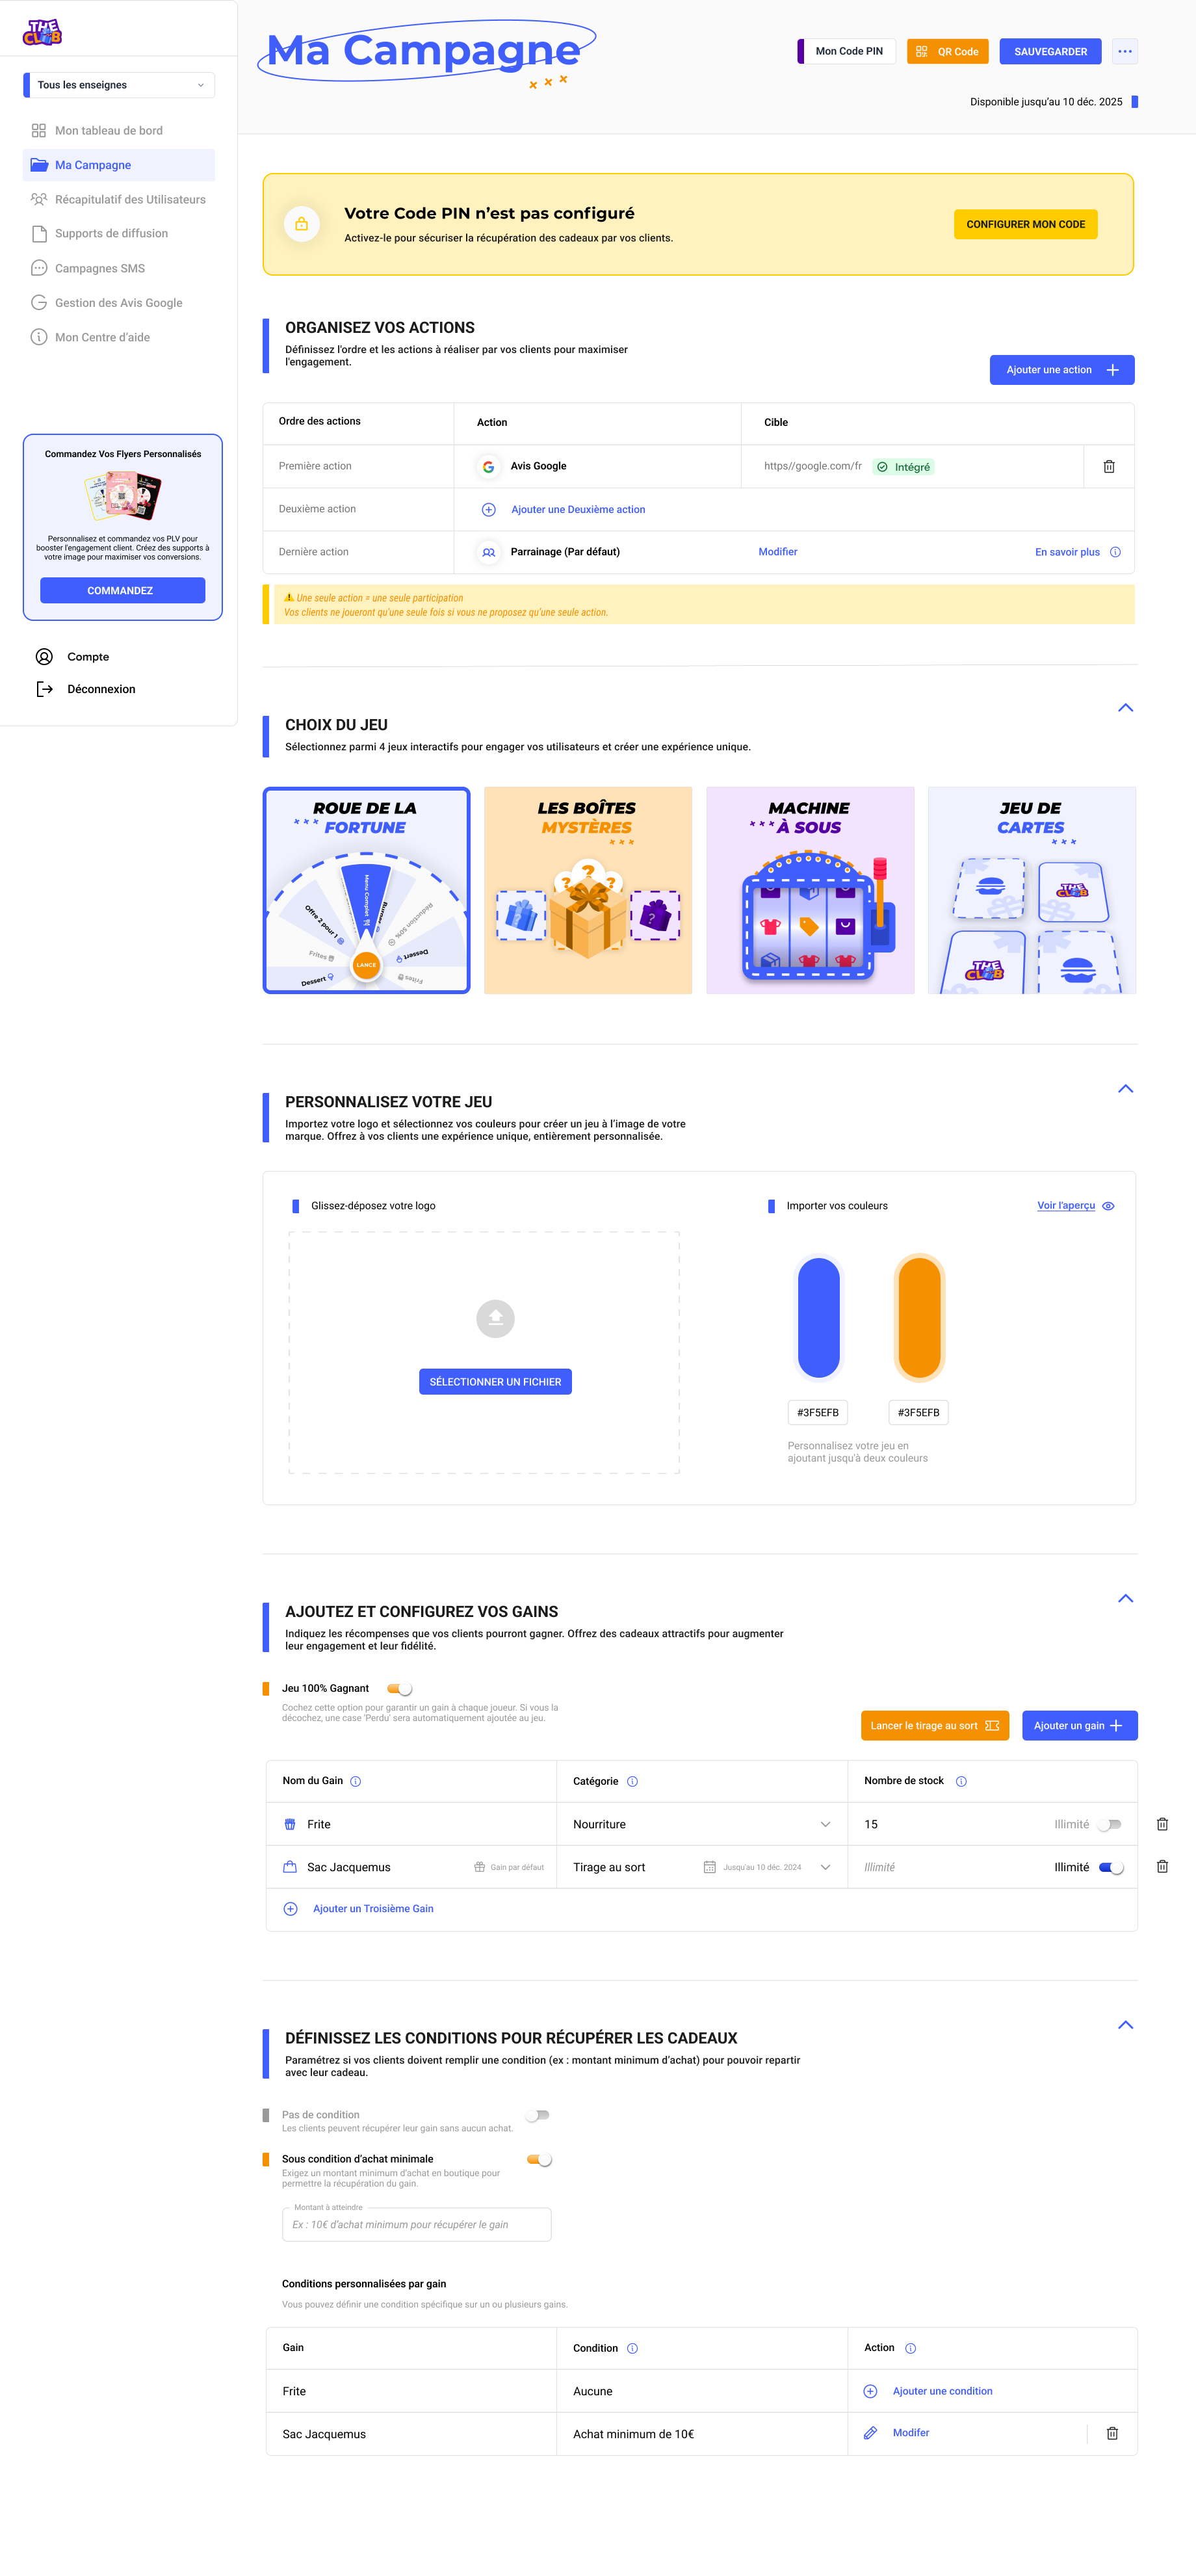 THE CLUB
Tous les enseignes
Mon tableau de bord
Ma Campagne
Récapitulatif des Utilisateurs
Supports de diffusion
Campagnes SMS
Gestion des Avis Google
Mon Centre d'aide
Commandez Vos Flyers Personnalisés
Personnalisez et commandez vos PLV pour
booster l'engagement client. Créez des supports à
votre image pour maximiser vos conversions.
COMMANDEZ
Compte
Déconnexion
Ma Campagne
Mon Code PIN
QR Code
SAUVEGARDER
Disponible jusqu'au 10 déc. 2025
Votre Code PIN n'est pas configuré
Activez-le pour sécuriser la récupération des cadeaux par vos clients.
CONFIGURER MON CODE
ORGANISEZ VOS ACTIONS
Définissez l'ordre et les actions à réaliser par vos clients pour maximiser
l'engagement.
Ajouter une action
Ordre des actions
Action
Cible
Première action
Avis Google
https//google.com/fr
Intégré
Deuxième action
Ajouter une Deuxième action
Dernière action
Parrainage (Par défaut)
Modifier
En savoir plus
Une seule action = une seule participation
Vos clients ne joueront qu'une seule fois si vous ne proposez qu'une seule action.
CHOIX DU JEU
Sélectionnez parmi 4 jeux interactifs pour engager vos utilisateurs et créer une expérience unique.
ROUE DE LA
FORTUNE
Menu Complet
Offre 2 pour 1
Réduction 50%
Frites
Dessert
LANCE
Dessert
Frites
LES BOÎTES
MYSTÈRES
? ? ?
?
MACHINE
À SOUS
JEU DE
CARTES
THE CLUB
THE CLUB
PERSONNALISEZ VOTRE JEU
Importez votre logo et sélectionnez vos couleurs pour créer un jeu à l'image de votre
marque. Offrez à vos clients une expérience unique, entièrement personnalisée.
Glissez-déposez votre logo
SÉLECTIONNER UN FICHIER
Importer vos couleurs
Voir l'aperçu
#3F5EFB
#3F5EFB
Personnalisez votre jeu en
ajoutant jusqu'à deux couleurs
AJOUTEZ ET CONFIGUREZ VOS GAINS
Indiquez les récompenses que vos clients pourront gagner. Offrez des cadeaux attractifs pour augmenter
leur engagement et leur fidélité.
Jeu 100% Gagnant
Cochez cette option pour garantir un gain à chaque joueur. Si vous la
décochez, une case 'Perdu' sera automatiquement ajoutée au jeu.
Lancer le tirage au sort
Ajouter un gain
Nom du Gain
Catégorie
Nombre de stock
Frite
Nourriture
15
Illimité
Sac Jacquemus
Gain par défaut
Tirage au sort
Jusqu'au 10 déc. 2024
Illimité
Illimité
Ajouter un Troisième Gain
DÉFINISSEZ LES CONDITIONS POUR RÉCUPÉRER LES CADEAUX
Paramétrez si vos clients doivent remplir une condition (ex : montant minimum d'achat) pour pouvoir repartir
avec leur cadeau.
Pas de condition
Les clients peuvent récupérer leur gain sans aucun achat.
Sous condition d'achat minimale
Exigez un montant minimum d'achat en boutique pour
permettre la récupération du gain.
Montant à atteindre
Ex : 10€ d'achat minimum pour récupérer le gain
Conditions personnalisées par gain
Vous pouvez définir une condition spécifique sur un ou plusieurs gains.
Gain
Condition
Action
Frite
Aucune
Ajouter une condition
Sac Jacquemus
Achat minimum de 10€
Modifer